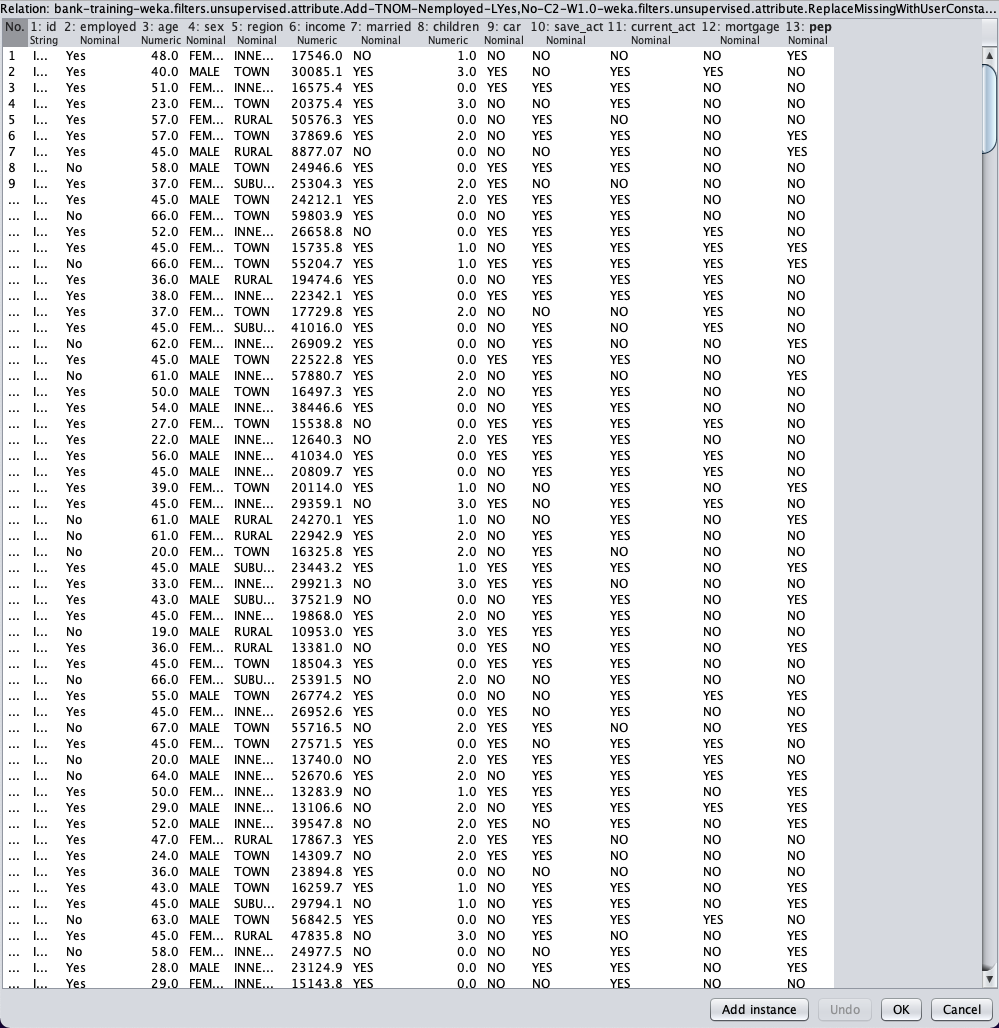 Relation: bank-training-weka.filters.unsupervised.attribute.Add-TNOM-Nemployed-LYes,No-C2-W1.0-weka.filters.unsupervised.attribute.ReplaceMissingWithUserConsta...
No. 1: id 2: employed 3: age 4: sex 5: region 6: income 7: married 8: children 9: car 10: save_act 11: current_act 12: mortgage 13: pep
String Nominal Numeric Nominal Nominal Numeric Nominal Numeric Nominal Nominal Nominal Nominal Nominal
1 I... Yes 48.0 FEM... INNE... 17546.0 NO 1.0 NO NO NO NO YES
2 I... Yes 40.0 MALE TOWN 30085.1 YES 3.0 YES NO YES YES NO
3 I... Yes 51.0 FEM... INNE... 16575.4 YES 0.0 YES YES YES NO NO
4 I... Yes 23.0 FEM... TOWN 20375.4 YES 3.0 NO NO YES NO NO
5 I... Yes 57.0 FEM... RURAL 50576.3 YES 0.0 NO YES NO NO NO
6 I... Yes 57.0 FEM... TOWN 37869.6 YES 2.0 NO YES YES NO YES
7 I... Yes 45.0 MALE RURAL 8877.07 NO 0.0 NO NO YES NO YES
8 I... No 58.0 MALE TOWN 24946.6 YES 0.0 YES YES YES NO NO
9 I... Yes 37.0 FEM... SUBU... 25304.3 YES 2.0 YES NO NO NO NO
... I... Yes 45.0 MALE TOWN 24212.1 YES 2.0 YES YES YES NO NO
... I... No 66.0 FEM... TOWN 59803.9 YES 0.0 NO YES YES NO NO
... I... Yes 52.0 FEM... INNE... 26658.8 NO 0.0 YES YES YES YES NO
... I... Yes 45.0 FEM... TOWN 15735.8 YES 1.0 NO YES YES YES YES
... I... No 66.0 FEM... TOWN 55204.7 YES 1.0 YES YES YES YES YES
... I... Yes 36.0 MALE RURAL 19474.6 YES 0.0 NO YES YES YES NO
... I... Yes 38.0 FEM... INNE... 22342.1 YES 0.0 YES YES YES YES NO
... I... Yes 37.0 FEM... TOWN 17729.8 YES 2.0 NO NO NO YES NO
... I... Yes 45.0 FEM... SUBU... 41016.0 YES 0.0 NO YES NO YES NO
... I... No 62.0 FEM... INNE... 26909.2 YES 0.0 NO YES NO NO YES
... I... Yes 45.0 MALE TOWN 22522.8 YES 0.0 YES YES YES NO NO
... I... No 61.0 MALE INNE... 57880.7 YES 2.0 NO YES NO NO YES
... I... Yes 50.0 MALE TOWN 16497.3 YES 2.0 NO YES YES NO NO
... I... Yes 54.0 MALE INNE... 38446.6 YES 0.0 NO YES YES NO NO
... I... Yes 27.0 FEM... TOWN 15538.8 NO 0.0 YES YES YES YES NO
... I... Yes 22.0 MALE INNE... 12640.3 NO 2.0 YES YES YES NO NO
... I... Yes 56.0 MALE INNE... 41034.0 YES 0.0 YES YES YES YES NO
... I... Yes 45.0 MALE INNE... 20809.7 NO 0.0 NO YES YES YES NO
... I... Yes 39.0 FEM... TOWN 20114.0 YES 1.0 NO NO YES NO YES
... I... Yes 45.0 FEM... INNE... 29359.1 NO 3.0 YES NO YES YES NO
... I... No 61.0 MALE RURAL 24270.1 YES 1.0 NO NO YES NO YES
... I... No 61.0 FEM... RURAL 22942.9 YES 2.0 NO YES YES NO NO
... I... No 20.0 FEM... TOWN 16325.8 YES 2.0 NO YES NO NO NO
... I... Yes 45.0 MALE SUBU... 23443.2 YES 1.0 YES YES YES NO YES
... I... Yes 33.0 FEM... INNE... 29921.3 NO 3.0 YES YES NO NO NO
... I... Yes 43.0 MALE SUBU... 37521.9 NO 0.0 NO YES YES NO YES
... I... Yes 45.0 FEM... INNE... 19868.0 YES 2.0 NO YES YES NO NO
... I... No 19.0 MALE RURAL 10953.0 YES 3.0 YES YES YES NO NO
... I... Yes 36.0 FEM... RURAL 13381.0 NO 0.0 YES NO YES NO YES
... I... Yes 45.0 FEM... TOWN 18504.3 YES 0.0 YES YES YES NO NO
... I... No 66.0 FEM... SUBU... 25391.5 NO 2.0 NO YES NO NO NO
... I... Yes 55.0 MALE TOWN 26774.2 YES 0.0 NO NO YES YES YES
... I... Yes 45.0 FEM... INNE... 26952.6 YES 0.0 YES NO YES NO NO
... I... No 67.0 MALE TOWN 55716.5 NO 2.0 YES YES NO NO YES
... I... Yes 45.0 FEM... TOWN 27571.5 YES 0.0 YES NO YES YES NO
... I... No 20.0 MALE INNE... 13740.0 NO 2.0 YES YES YES YES NO
... I... No 64.0 MALE INNE... 52670.6 YES 2.0 NO YES YES YES YES
... I... Yes 50.0 FEM... INNE... 13283.9 NO 1.0 YES YES YES NO YES
... I... Yes 29.0 MALE INNE... 13106.6 NO 2.0 NO YES YES YES YES
... I... Yes 52.0 MALE INNE... 39547.8 NO 2.0 YES NO YES NO YES
... I... Yes 47.0 FEM... RURAL 17867.3 YES 2.0 YES YES NO NO NO
... I... Yes 24.0 MALE TOWN 14309.7 NO 2.0 YES YES NO NO NO
... I... Yes 36.0 MALE TOWN 23894.8 YES 0.0 NO NO NO NO NO
... I... Yes 43.0 MALE TOWN 16259.7 YES 1.0 NO YES YES NO YES
... I... Yes 45.0 MALE SUBU... 29794.1 NO 1.0 NO YES YES NO YES
... I... No 63.0 MALE TOWN 56842.5 YES 0.0 NO YES YES YES NO
... I... Yes 45.0 FEM... RURAL 47835.8 NO 3.0 NO YES NO NO YES
... I... No 58.0 FEM... INNE... 24977.5 NO 0.0 NO NO YES NO YES
... I... Yes 28.0 MALE INNE... 23124.9 YES 0.0 NO YES YES NO YES
... I... Yes 29.0 FEM... INNE... 15143.8 YES 0.0 NO NO YES NO YES
Add instance Undo OK Cancel